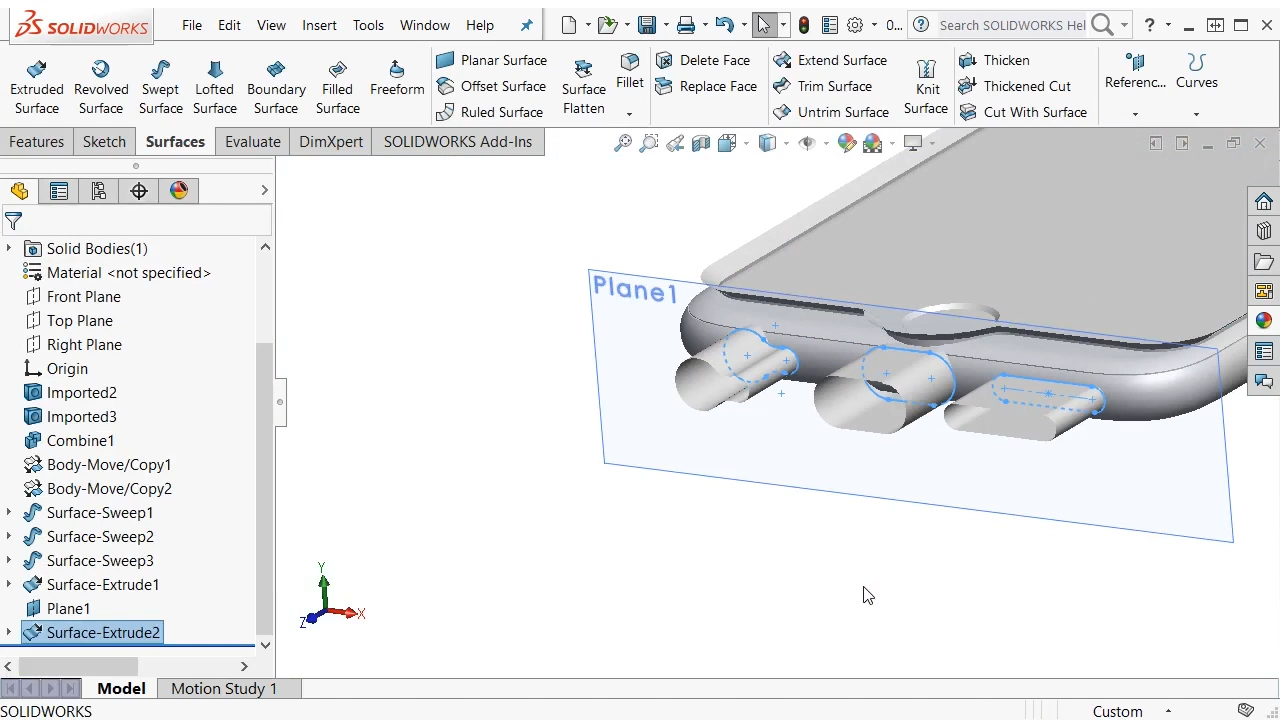 SOLIDWORKS
File Edit View Insert Tools Window Help
0...
Search SOLIDWORKS Hel
?
Extruded Surface
Revolved Surface
Swept Surface
Lofted Surface
Boundary Surface
Filled Surface
Freeform
Planar Surface
Offset Surface
Ruled Surface
Surface Flatten
Fillet
Delete Face
Replace Face
Extend Surface
Trim Surface
Untrim Surface
Knit Surface
Thicken
Thickened Cut
Cut With Surface
Referenc...
Curves
Features Sketch Surfaces Evaluate DimXpert SOLIDWORKS Add-Ins
Solid Bodies(1)
Material <not specified>
Front Plane
Top Plane
Right Plane
Origin
Imported2
Imported3
Combine1
Body-Move/Copy1
Body-Move/Copy2
Surface-Sweep1
Surface-Sweep2
Surface-Sweep3
Surface-Extrude1
Plane1
Surface-Extrude2
Plane1
Y
X
Z
Model Motion Study 1
SOLIDWORKS
Custom